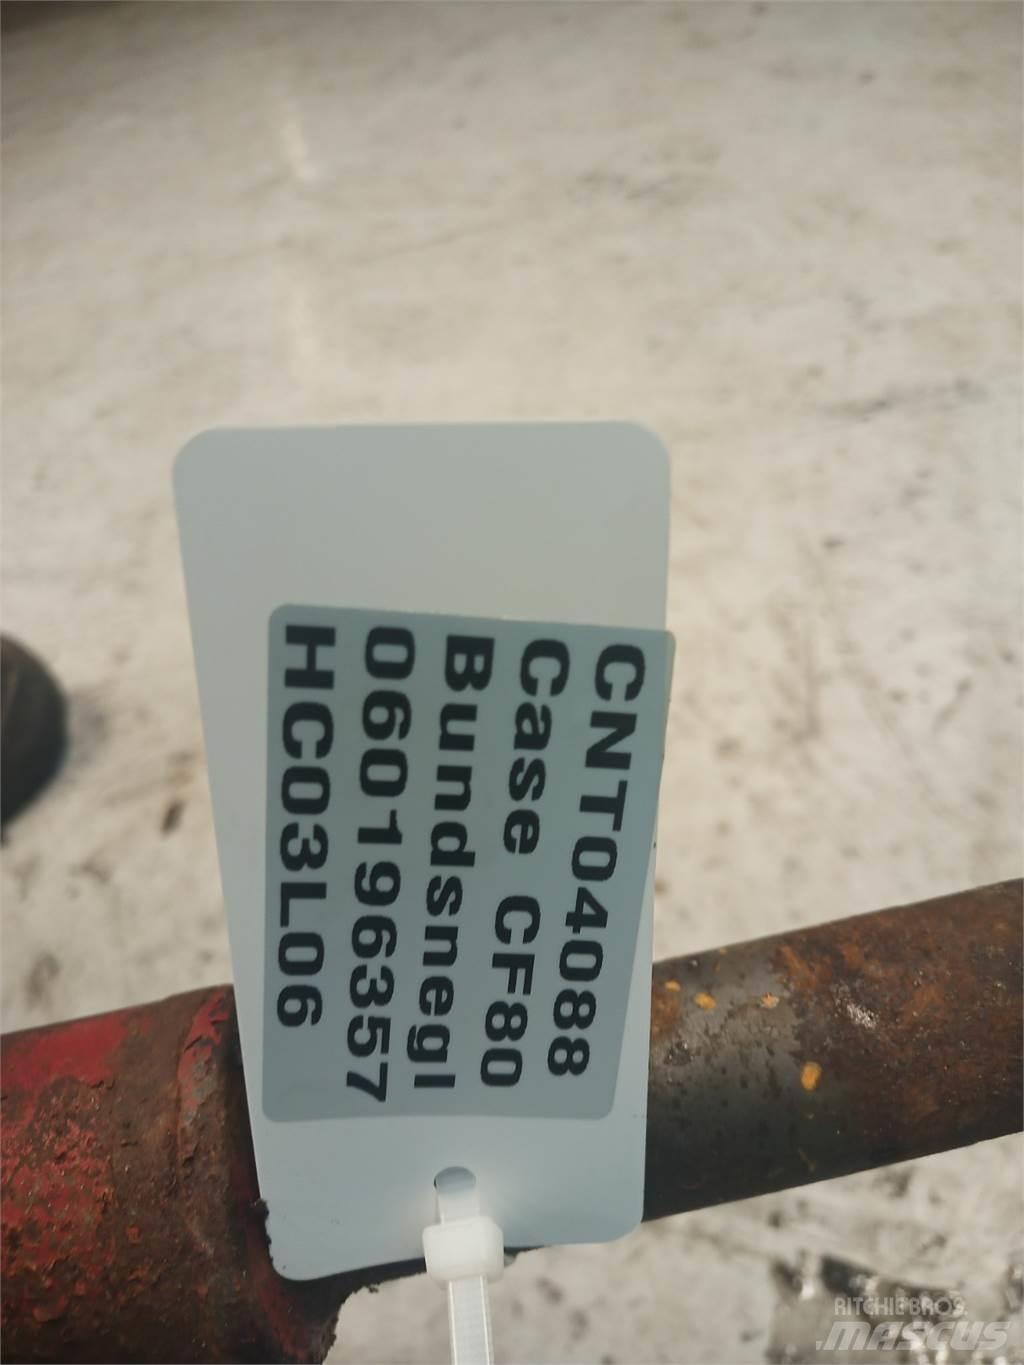 CNT04088
Case CF80
Bundsnegl
060196357
HC03L06
RITCHIE BROS.
MASCUS